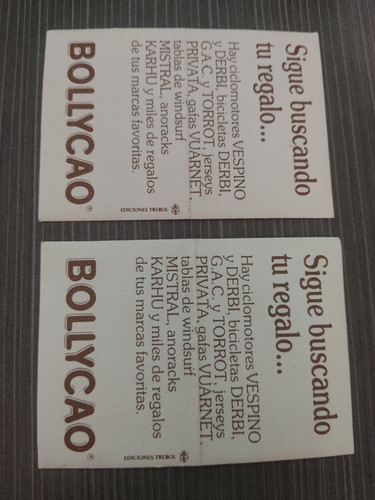 Sigue buscando
tu regalo...
Hay ciclomotores VESPINO
y DERBI, bicicletas DERBI,
G.A.C. y TORROT, jerseys
PRIVATA, gafas VUARNET,
tablas de windsurf
MISTRAL, anoracks
KARHU y miles de regalos
de tus marcas favoritas.
EDICIONES TREBOL
BOLLYCAO®
Sigue buscando
tu regalo...
Hay ciclomotores VESPINO
y DERBI, bicicletas DERBI,
G.A.C. y TORROT, jerseys
PRIVATA, gafas VUARNET,
tablas de windsurf
MISTRAL, anoracks
KARHU y miles de regalos
de tus marcas favoritas.
EDICIONES TREBOL
BOLLYCAO®